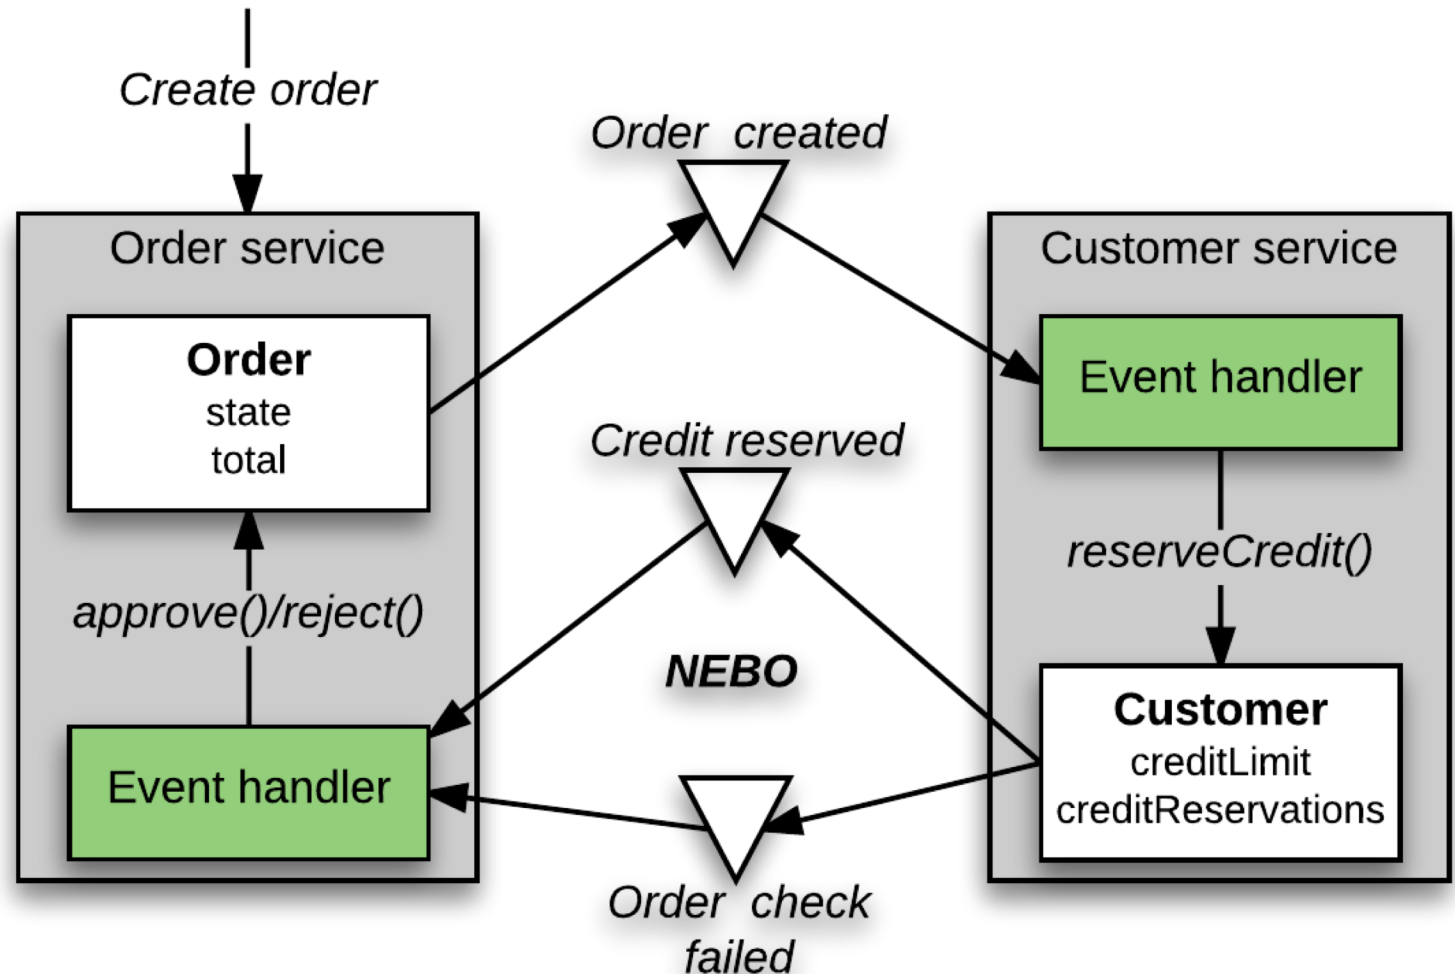 Create order
Order created
Order service
Customer service
Order
state
total
Event handler
Credit reserved
reserveCredit()
approve()/reject()
NEBO
Customer
creditLimit
creditReservations
Event handler
Order check
failed